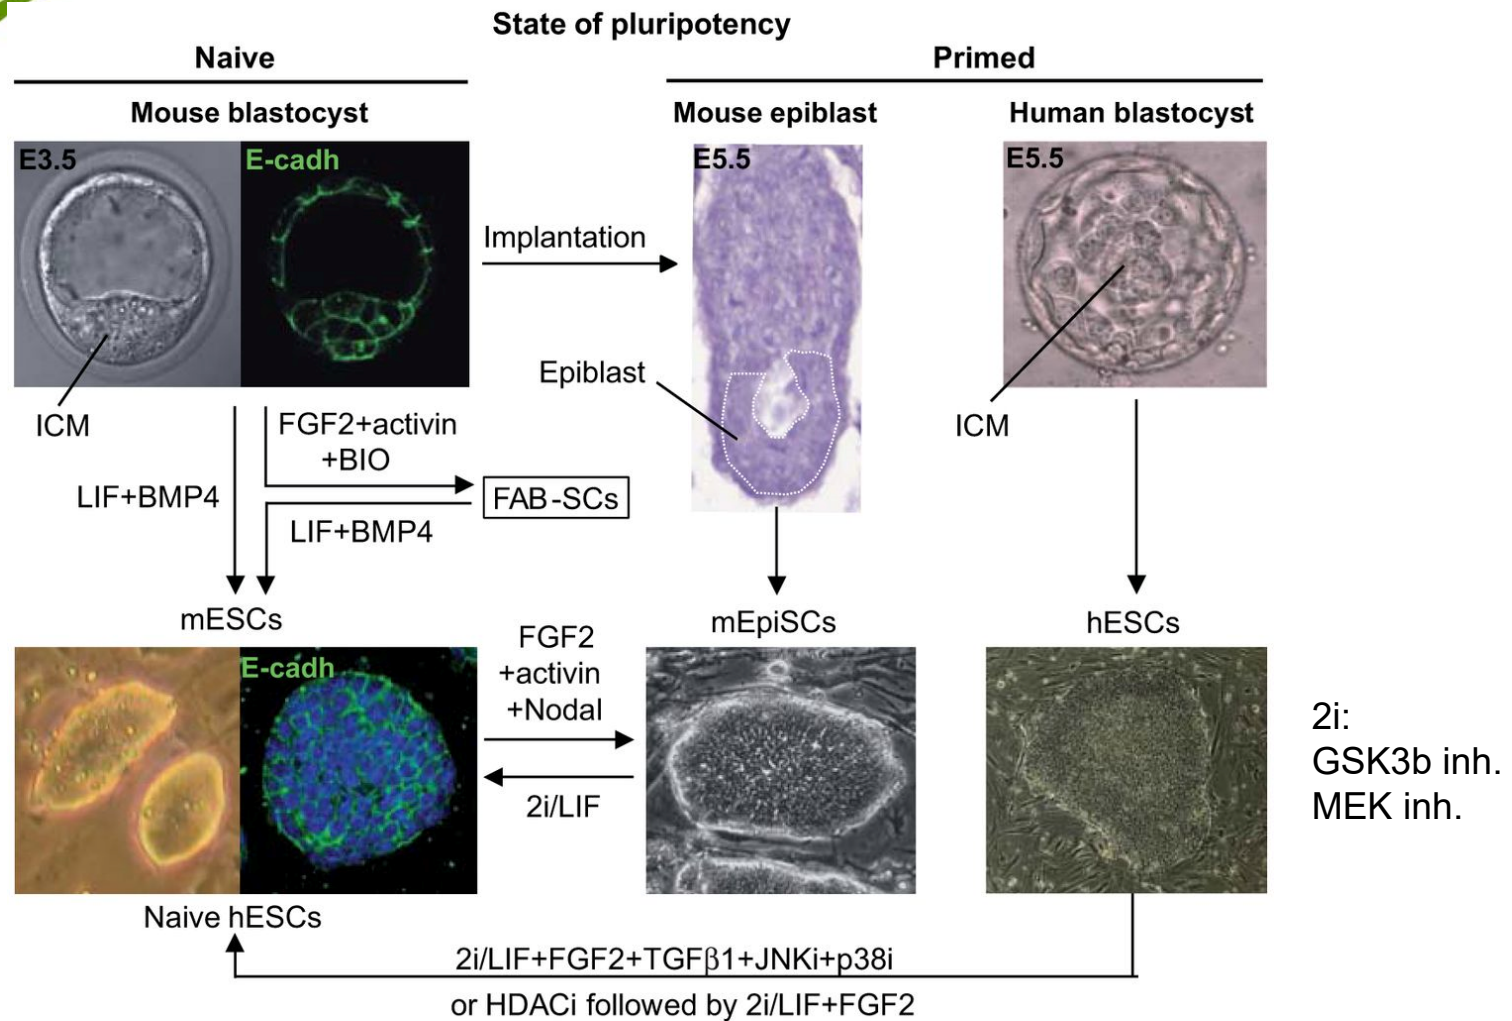 State of pluripotency
Naive
Primed
Mouse blastocyst
Mouse epiblast
Human blastocyst
E3.5
E-cadh
E5.5
E5.5
Implantation
Epiblast
ICM
ICM
FGF2+activin
+BIO
LIF+BMP4
FAB-SCs
LIF+BMP4
mESCs
mEpiSCs
hESCs
E-cadh
FGF2
+activin
+Nodal
2i/LIF
2i:
GSK3b inh.
MEK inh.
Naive hESCs
2i/LIF+FGF2+TGFβ1+JNKi+p38i
or HDACi followed by 2i/LIF+FGF2